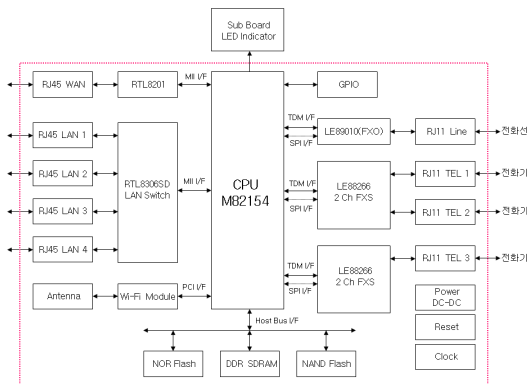 Sub Board
LED Indicator
RJ45 WAN
RTL8201
MII I/F
GPIO
RJ45 LAN 1
RJ45 LAN 2
RJ45 LAN 3
RJ45 LAN 4
RTL8306SD
LAN Switch
MII I/F
CPU
M82154
TDM I/F
SPI I/F
LE89010(FXO)
RJ11 Line
전화선
TDM I/F
SPI I/F
LE88266
2 Ch FXS
RJ11 TEL 1
전화기
RJ11 TEL 2
전화기
TDM I/F
SPI I/F
LE88266
2 Ch FXS
RJ11 TEL 3
전화기
Antenna
Wi-Fi Module
PCI I/F
Power
DC-DC
Reset
Clock
Host Bus I/F
NOR Flash
DDR SDRAM
NAND Flash